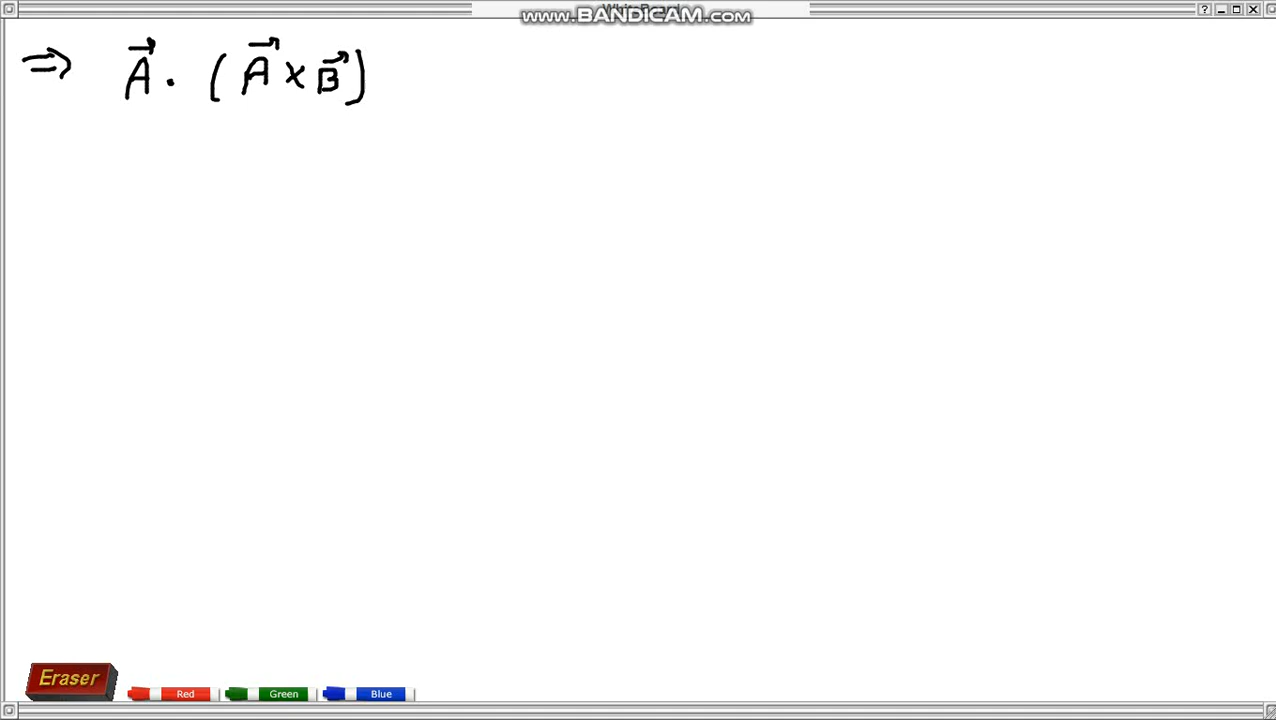 www.BANDICAM.com
⇒ A⃗ · (A⃗ × B⃗)
Eraser
Red Green Blue